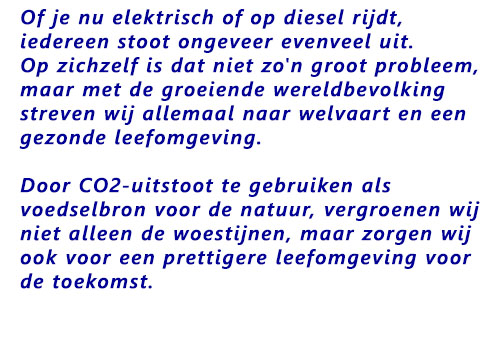 Of je nu elektrisch of op diesel rijdt,
iedereen stoot ongeveer evenveel uit.
Op zichzelf is dat niet zo'n groot probleem,
maar met de groeiende wereldbevolking
streven wij allemaal naar welvaart en een
gezonde leefomgeving.

Door CO2-uitstoot te gebruiken als
voedselbron voor de natuur, vergroenen wij
niet alleen de woestijnen, maar zorgen wij
ook voor een prettigere leefomgeving voor
de toekomst.